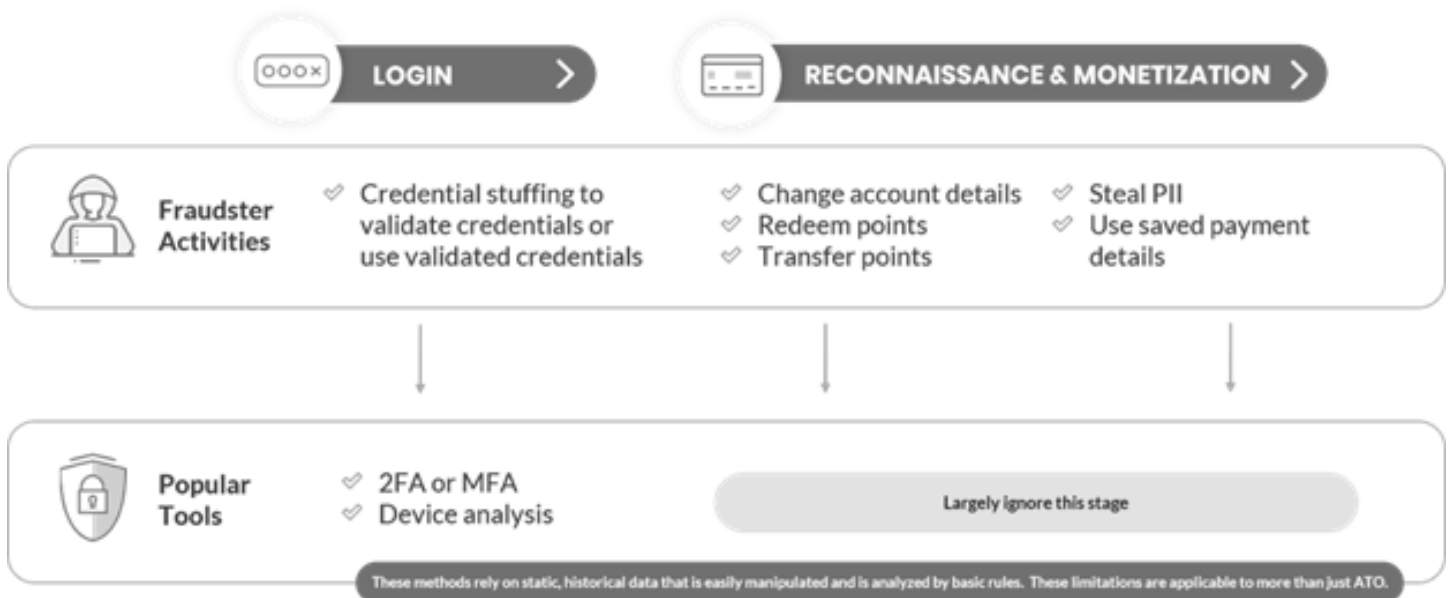 LOGIN
RECONNAISSANCE & MONETIZATION
Fraudster
Activities
Credential stuffing to
validate credentials or
use validated credentials
Change account details
Redeem points
Transfer points
Steal PII
Use saved payment
details
Popular
Tools
2FA or MFA
Device analysis
Largely ignore this stage
These methods rely on static, historical data that is easily manipulated and is analyzed by basic rules. These limitations are applicable to more than just ATO.